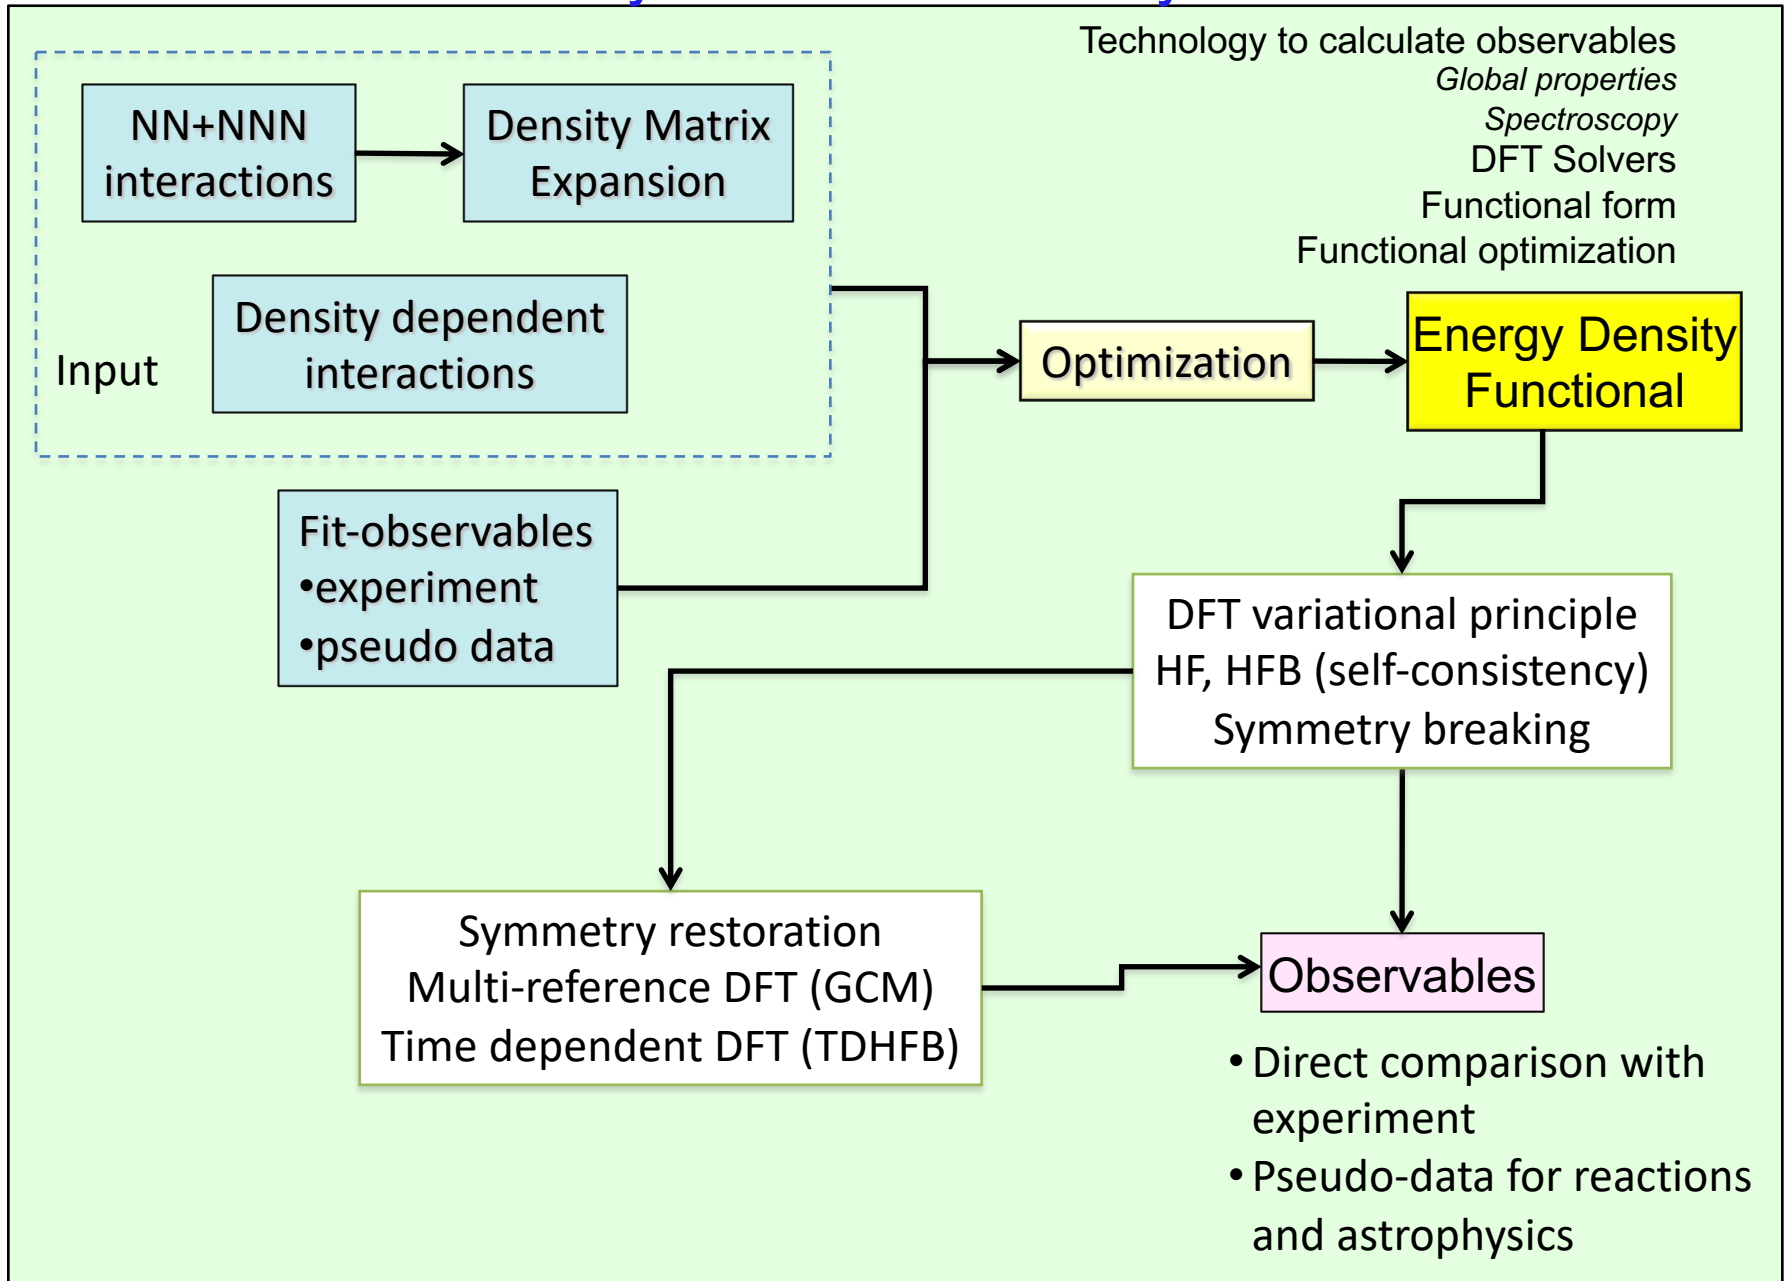 Technology to calculate observables
Global properties
Spectroscopy
DFT Solvers
Functional form
Functional optimization
NN+NNN
interactions
Density Matrix
Expansion
Density dependent
interactions
Input
Optimization
Energy Density
Functional
Fit-observables
•experiment
•pseudo data
DFT variational principle
HF, HFB (self-consistency)
Symmetry breaking
Symmetry restoration
Multi-reference DFT (GCM)
Time dependent DFT (TDHFB)
Observables
• Direct comparison with
experiment
• Pseudo-data for reactions
and astrophysics